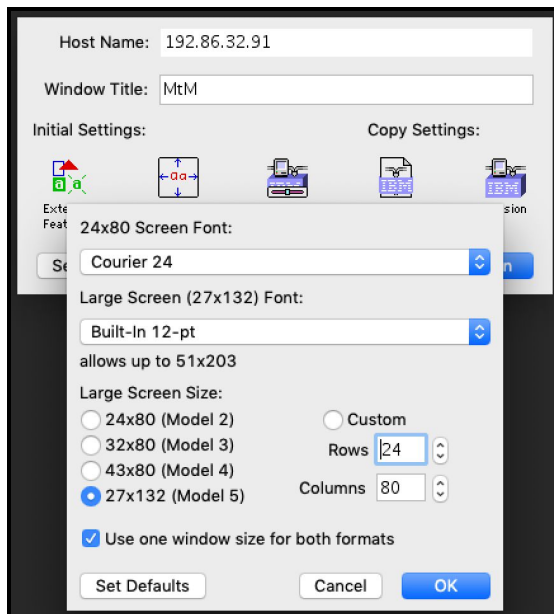 Host Name: 192.86.32.91
Window Title: MtM
Initial Settings: Copy Settings:
a a
aa
IBM
IBM
24x80 Screen Font:
Courier 24
Large Screen (27x132) Font:
Built-In 12-pt
allows up to 51x203
Large Screen Size:
24x80 (Model 2) Custom
32x80 (Model 3) Rows 24
43x80 (Model 4)
27x132 (Model 5) Columns 80
Use one window size for both formats
Set Defaults Cancel OK